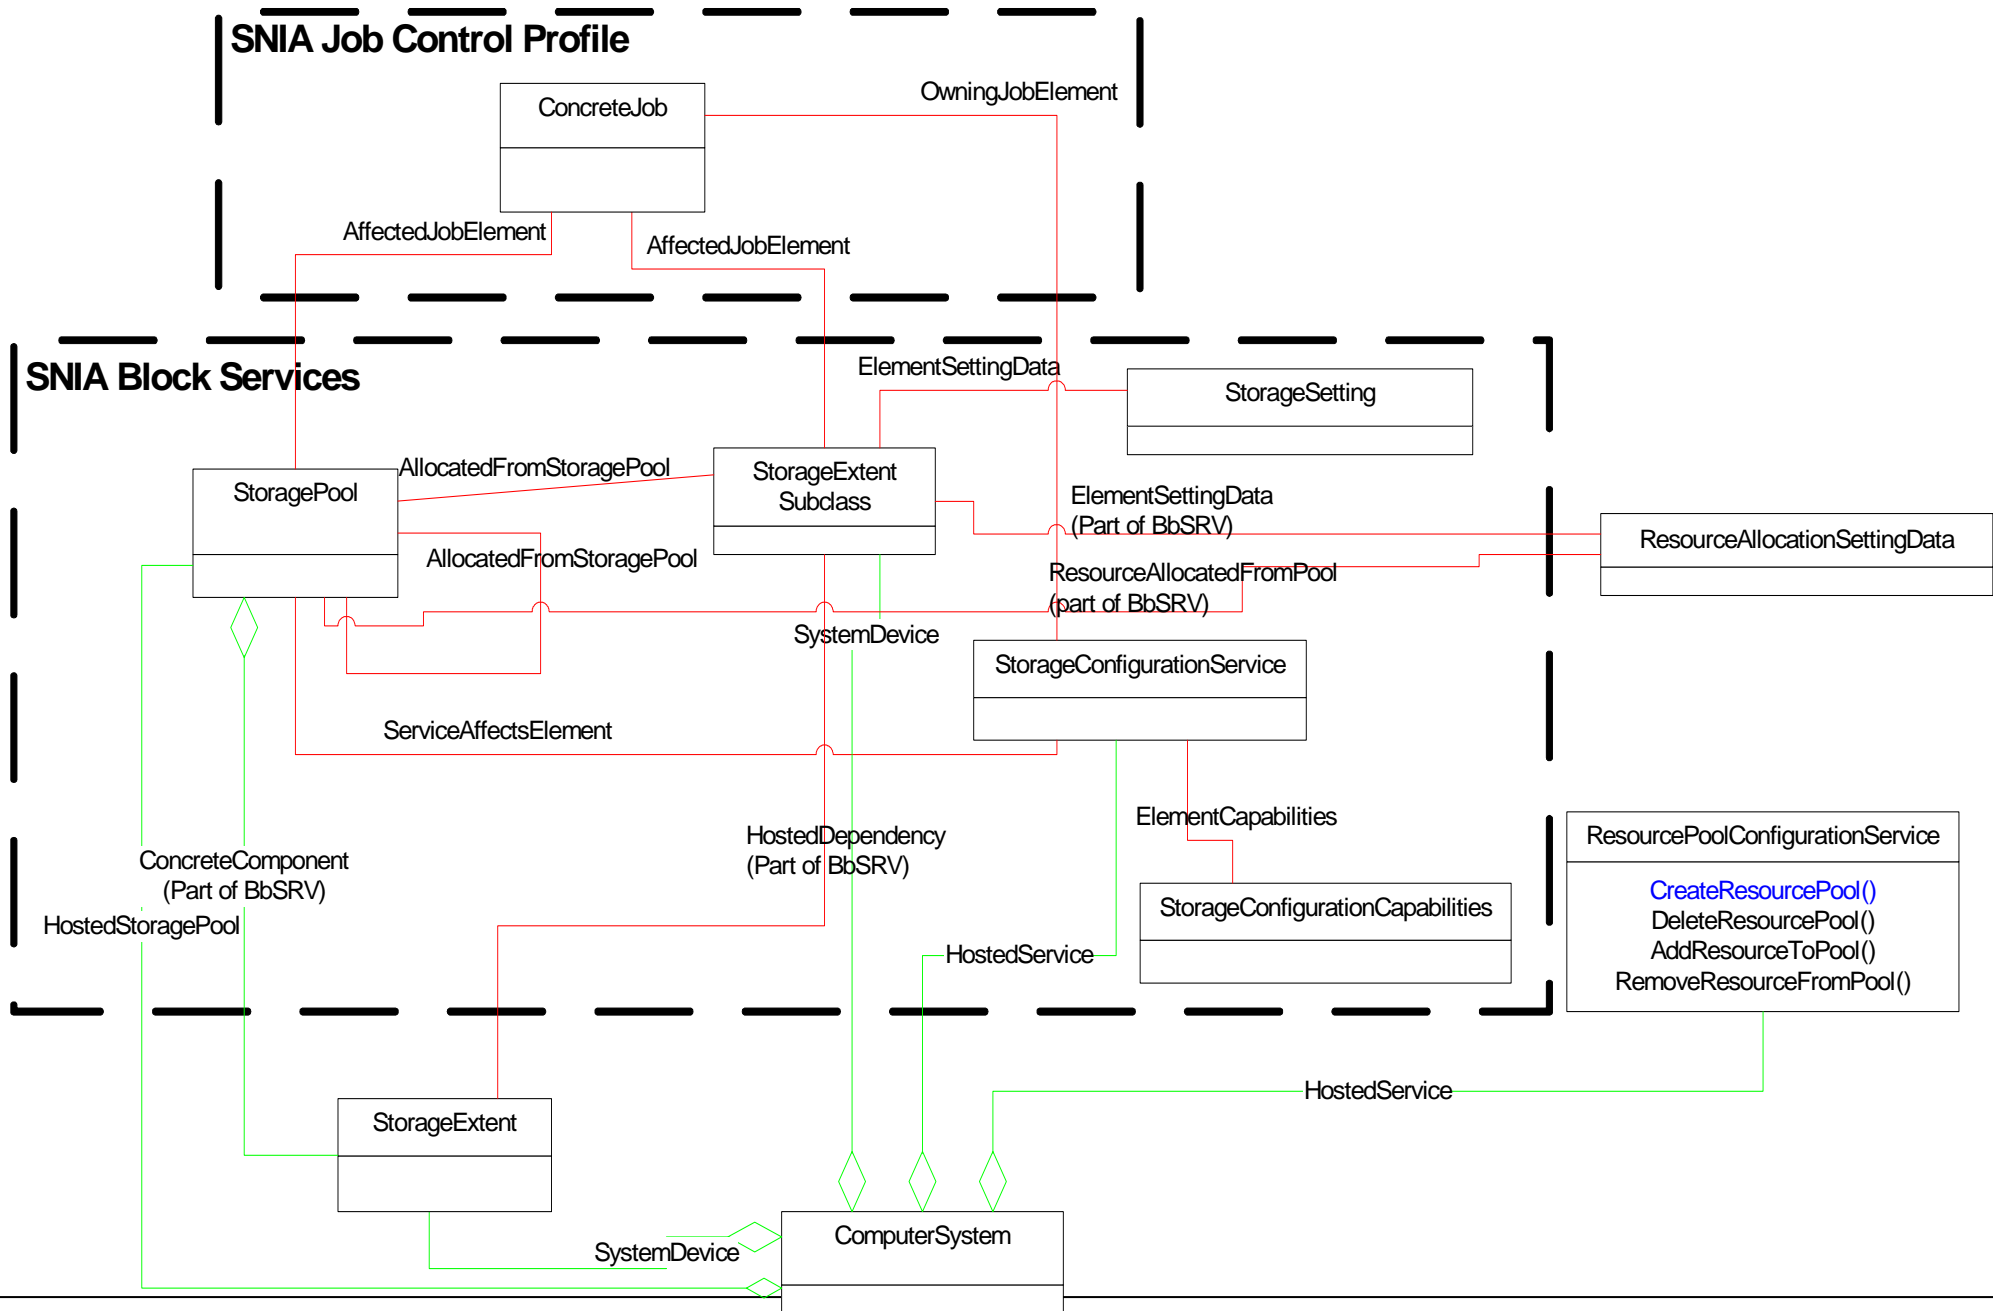 SNIA Job Control Profile
OwningJobElement
ConcreteJob
AffectedJobElement
AffectedJobElement
SNIA Block Services
ElementSettingData
StorageSetting
AllocatedFromStoragePool
StorageExtent
Subclass
StoragePool
ElementSettingData
(Part of BbSRV)
ResourceAllocationSettingData
AllocatedFromStoragePool
ResourceAllocatedFromPool
(part of BbSRV)
SystemDevice
StorageConfigurationService
ServiceAffectsElement
ElementCapabilities
HostedDependency
(Part of BbSRV)
ResourcePoolConfigurationService
ConcreteComponent
(Part of BbSRV)
CreateResourcePool()
DeleteResourcePool()
AddResourceToPool()
RemoveResourceFromPool()
StorageConfigurationCapabilities
HostedStoragePool
HostedService
HostedService
StorageExtent
ComputerSystem
SystemDevice